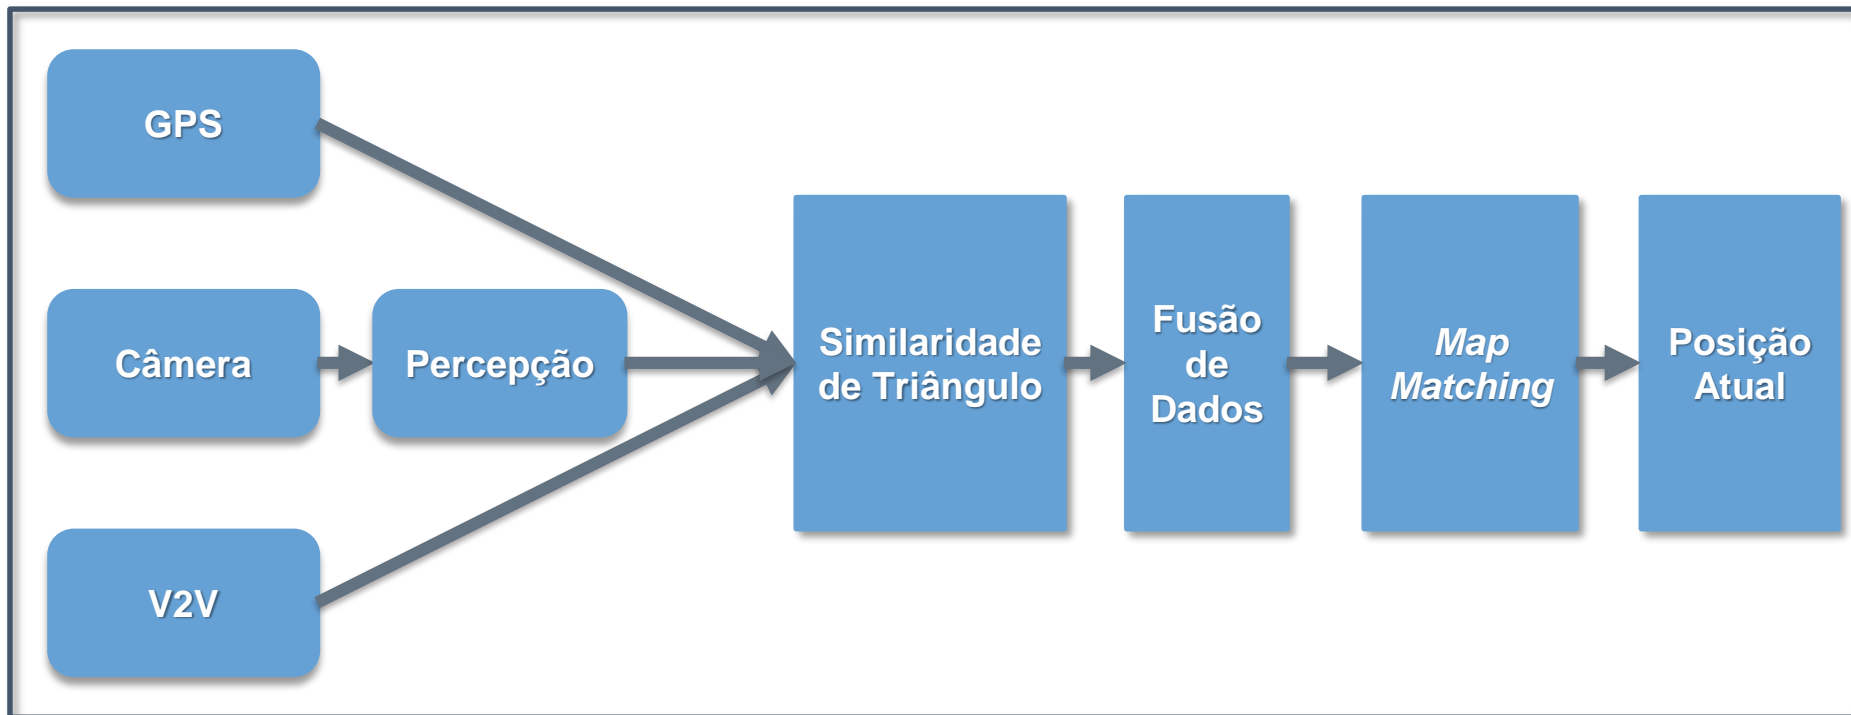 GPS
Câmera
Percepção
V2V
Similaridade
de Triângulo
Fusão
de
Dados
Map
Matching
Posição
Atual